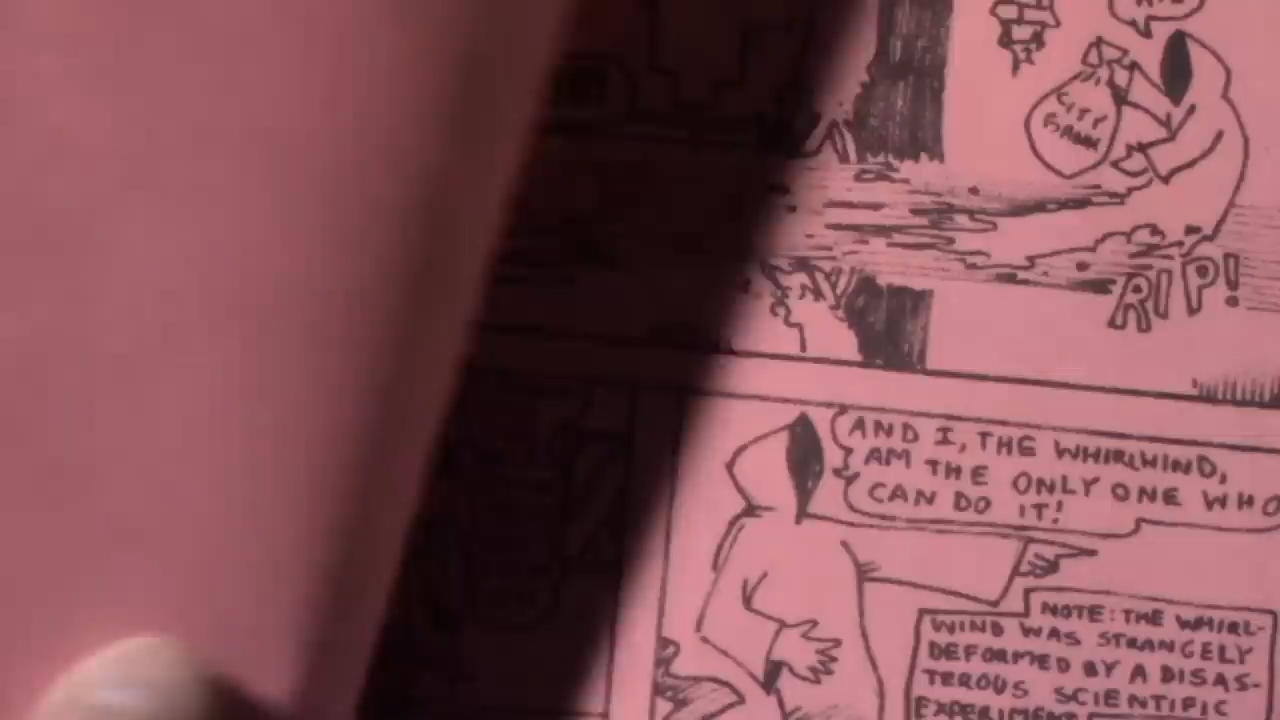 CITY
BANK
RIP!
AND I, THE WHIRLWIND,
AM THE ONLY ONE WHO
CAN DO IT!
NOTE: THE WHIRL-
WIND WAS STRANGELY
DEFORMED BY A DISAS-
TEROUS SCIENTIFIC
EXPERIMENT